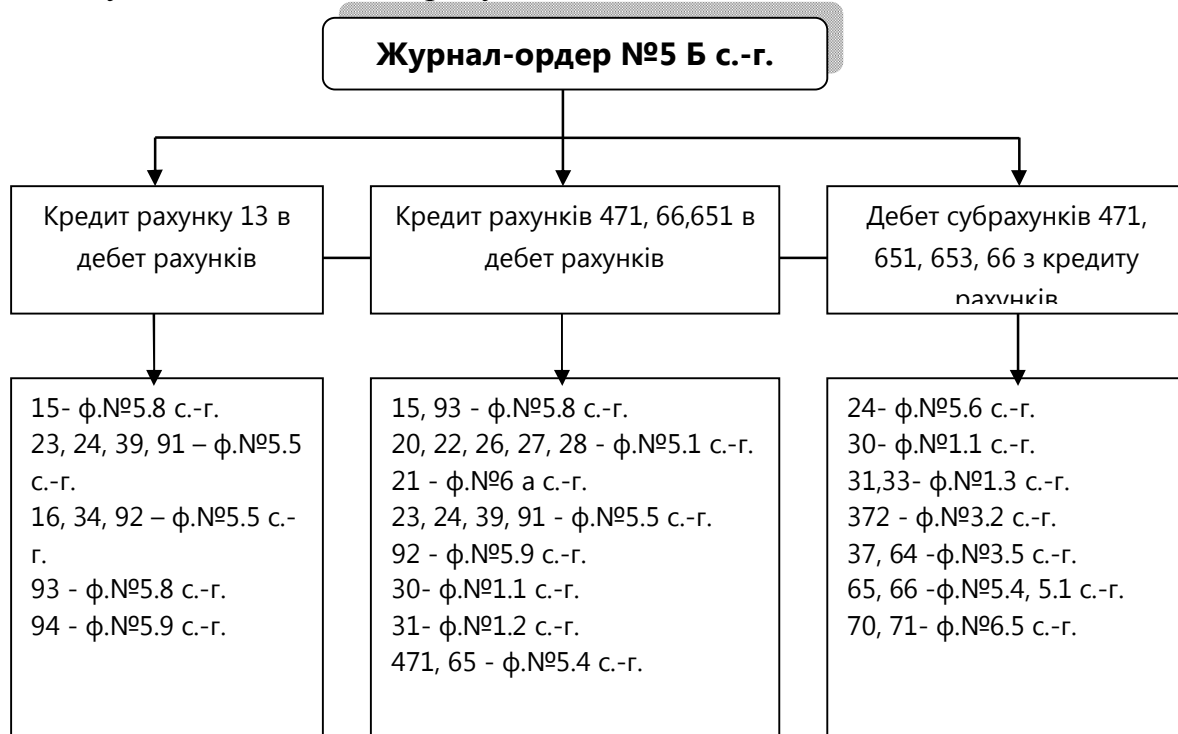 Журнал-ордер №5 Б с.-г.
Кредит рахунку 13 в
дебет рахунків
Кредит рахунків 471, 66,651 в
дебет рахунків
Дебет субрахунків 471,
651, 653, 66 з кредиту
рахунків
15- ф.№5.8 с.-г.
23, 24, 39, 91 – ф.№5.5
с.-г.
16, 34, 92 – ф.№5.5 с.-
г.
93 - ф.№5.8 с.-г.
94 - ф.№5.9 с.-г.
15, 93 - ф.№5.8 с.-г.
20, 22, 26, 27, 28 - ф.№5.1 с.-г.
21 - ф.№6 а с.-г.
23, 24, 39, 91 - ф.№5.5 с.-г.
92 - ф.№5.9 с.-г.
30- ф.№1.1 с.-г.
31- ф.№1.2 с.-г.
471, 65 - ф.№5.4 с.-г.
24- ф.№5.6 с.-г.
30- ф.№1.1 с.-г.
31,33- ф.№1.3 с.-г.
372 - ф.№3.2 с.-г.
37, 64 -ф.№3.5 с.-г.
65, 66 -ф.№5.4, 5.1 с.-г.
70, 71- ф.№6.5 с.-г.